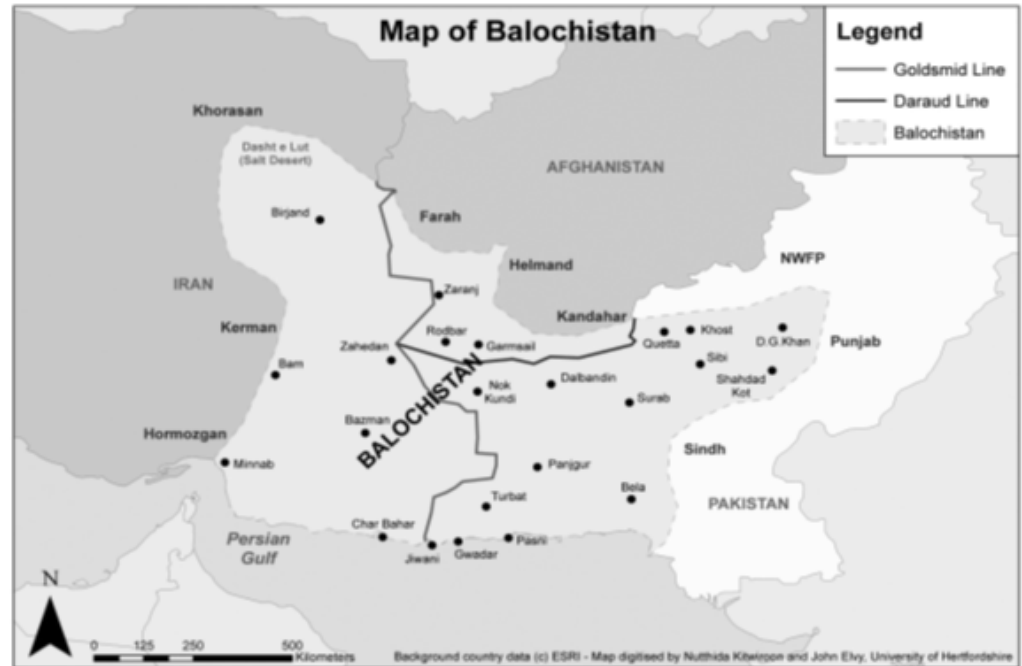 Map of Balochistan
Legend
Goldsmid Line
Daraud Line
Balochistan
Khorasan
Dasht e Lut
(Salt Desert)
AFGHANISTAN
Birjand
Farah
NWFP
Helmand
IRAN
Zaranj
Kandahar
Kerman
Rodbar
Khost
D.G.Khan
Punjab
Zahedan
Garmsail
Quetta
Sibi
Bam
Shahdad
Kot
Dalbandin
Nok
Kundi
Surab
BALOCHISTAN
Bazman
Hormozgan
Sindh
Minnab
Panjgur
Bela
Turbat
PAKISTAN
Char Bahar
Persian
Gulf
Pasni
Jiwani
Gwadar
N
0 125 250 500
Kilometers
Background country data (c) ESRI - Map digitised by Nutthida Kitwiroon and John Elvy, University of Hertfordshire.